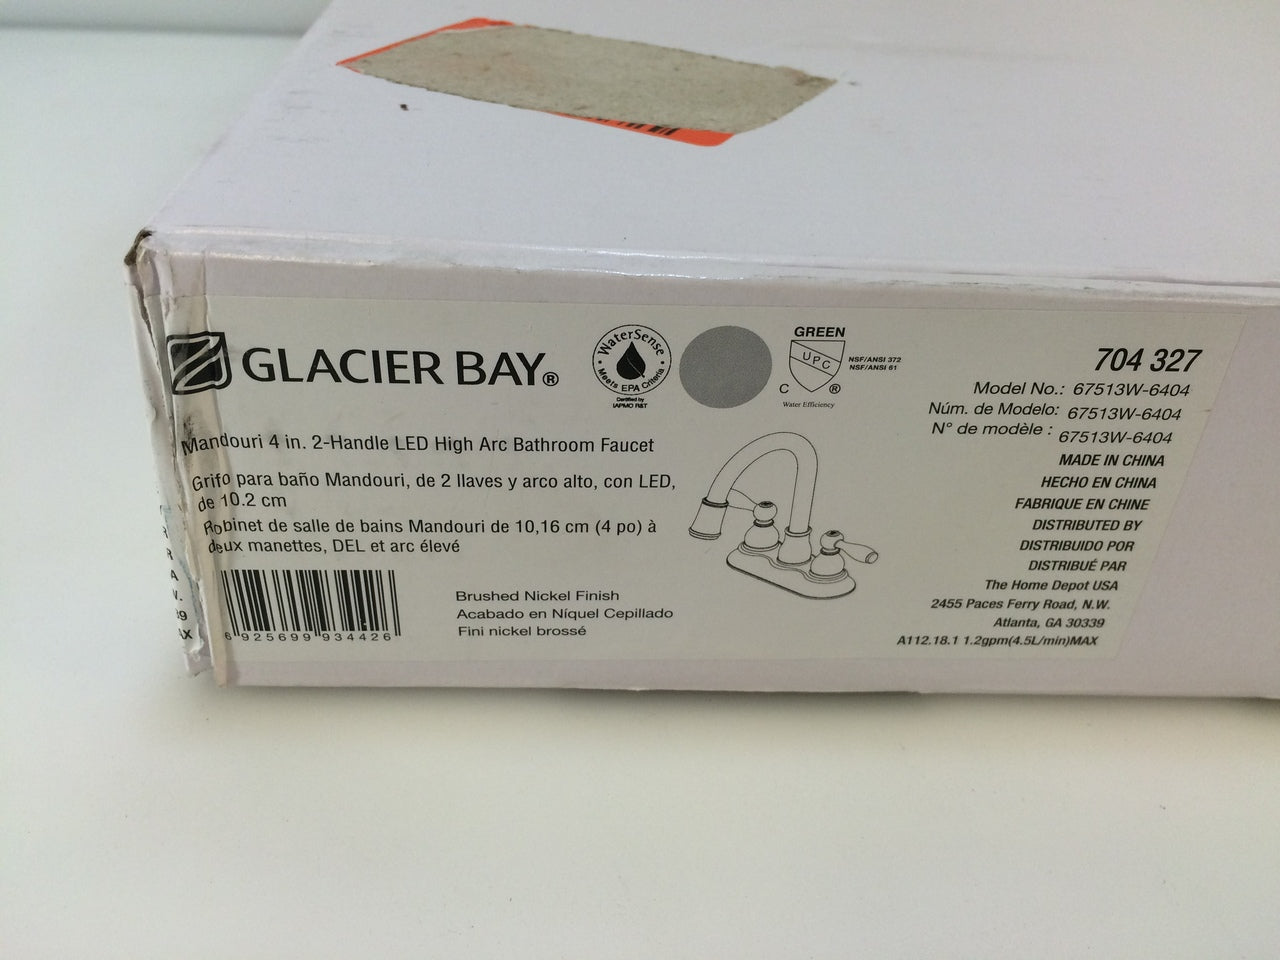 GLACIER BAY®
WaterSense
Meets EPA Criteria
Certified by
IAPMO R&T
GREEN
UPC
C ®
NSF/ANSI 372
NSF/ANSI 61
Water Efficiency
704 327
Model No.: 67513W-6404
Núm. de Modelo: 67513W-6404
N° de modèle : 67513W-6404
Mandouri 4 in. 2-Handle LED High Arc Bathroom Faucet
Grifo para baño Mandouri, de 2 llaves y arco alto, con LED,
de 10.2 cm
Robinet de salle de bains Mandouri de 10,16 cm (4 po) à
deux manettes, DEL et arc élevé
6 925699 934426
Brushed Nickel Finish
Acabado en Níquel Cepillado
Fini nickel brossé
MADE IN CHINA
HECHO EN CHINA
FABRIQUE EN CHINE
DISTRIBUTED BY
DISTRIBUIDO POR
DISTRIBUÉ PAR
The Home Depot USA
2455 Paces Ferry Road, N.W.
Atlanta, GA 30339
A112.18.1 1.2gpm(4.5L/min)MAX